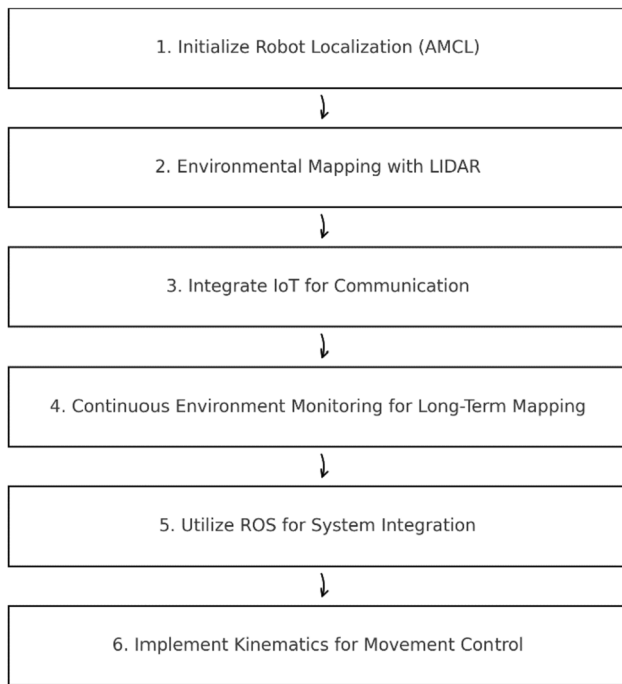 1. Initialize Robot Localization (AMCL)
2. Environmental Mapping with LIDAR
3. Integrate IoT for Communication
4. Continuous Environment Monitoring for Long-Term Mapping
5. Utilize ROS for System Integration
6. Implement Kinematics for Movement Control